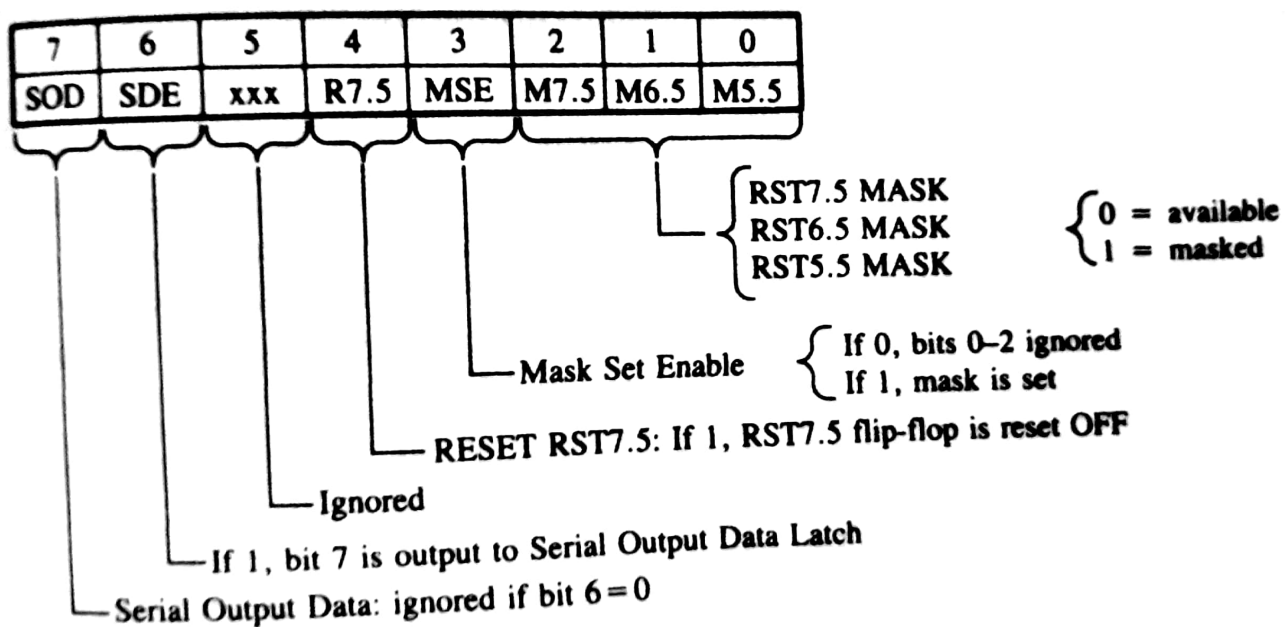 7 6 5 4 3 2 1 0
SOD SDE xxx R7.5 MSE M7.5 M6.5 M5.5
RST7.5 MASK
RST6.5 MASK
RST5.5 MASK
0 = available
1 = masked
Mask Set Enable
If 0, bits 0–2 ignored
If 1, mask is set
RESET RST7.5: If 1, RST7.5 flip-flop is reset OFF
Ignored
If 1, bit 7 is output to Serial Output Data Latch
Serial Output Data: ignored if bit 6=0